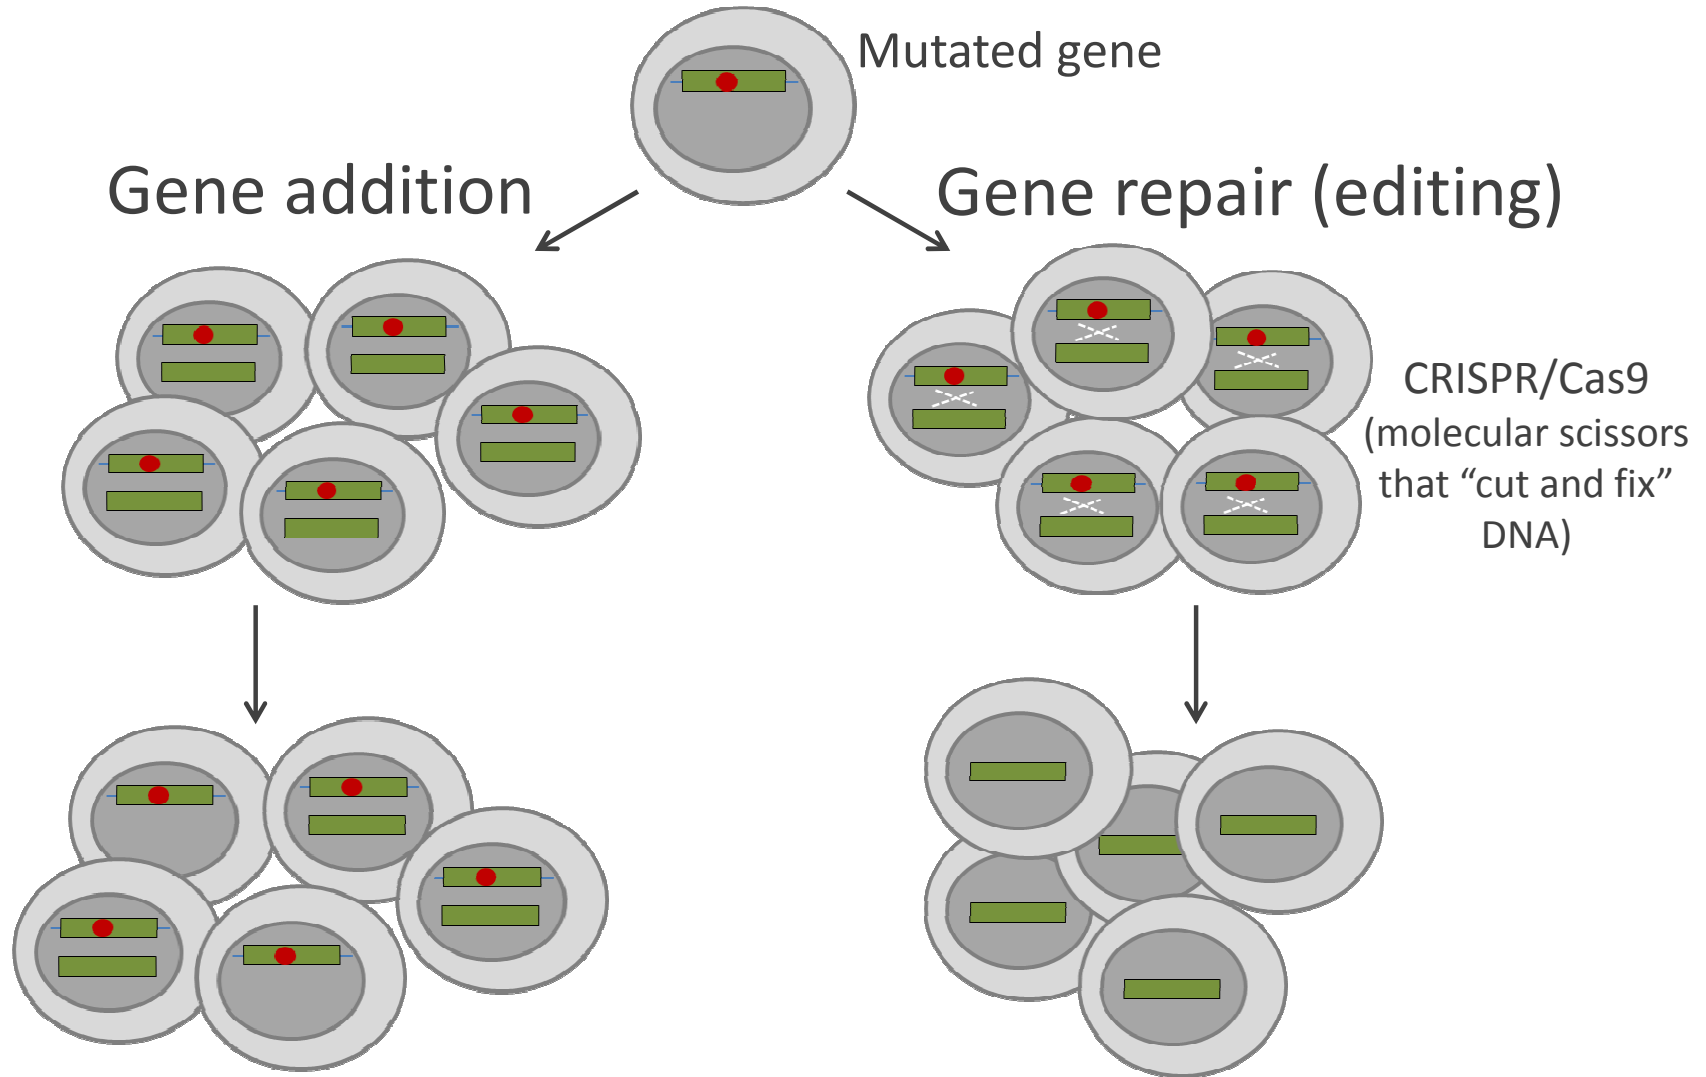 Mutated gene
Gene addition
Gene repair (editing)
CRISPR/Cas9
(molecular scissors
that “cut and fix”
DNA)